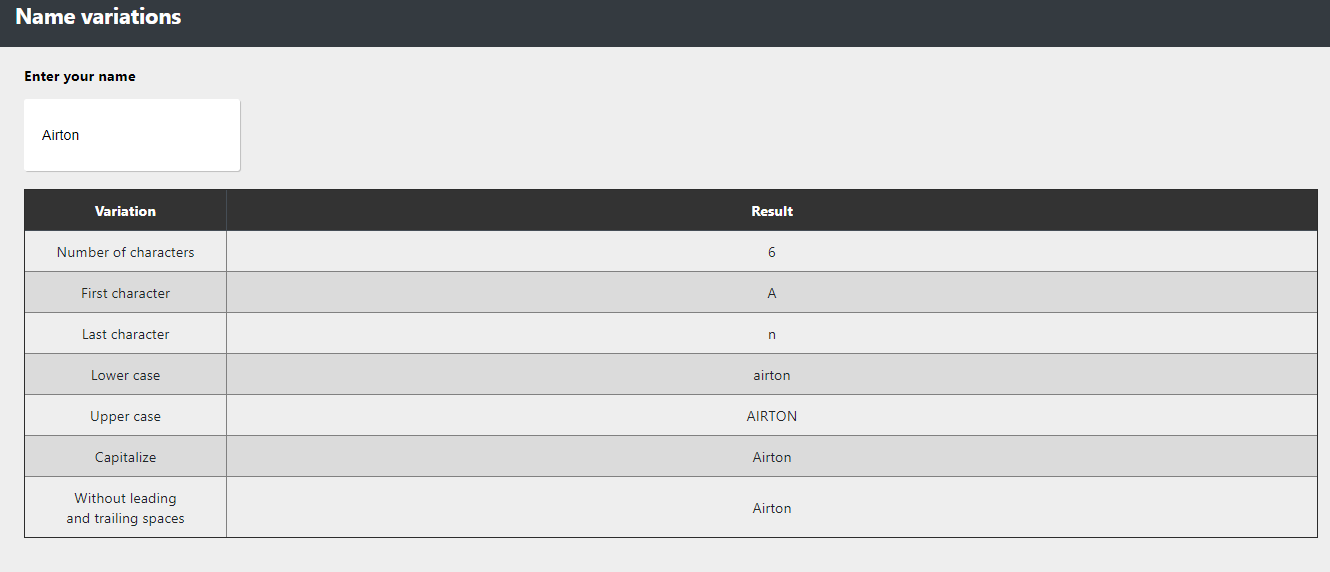 Name variations
Enter your name
Airton
Variation Result
Number of characters 6
First character A
Last character n
Lower case airton
Upper case AIRTON
Capitalize Airton
Without leading
and trailing spaces Airton